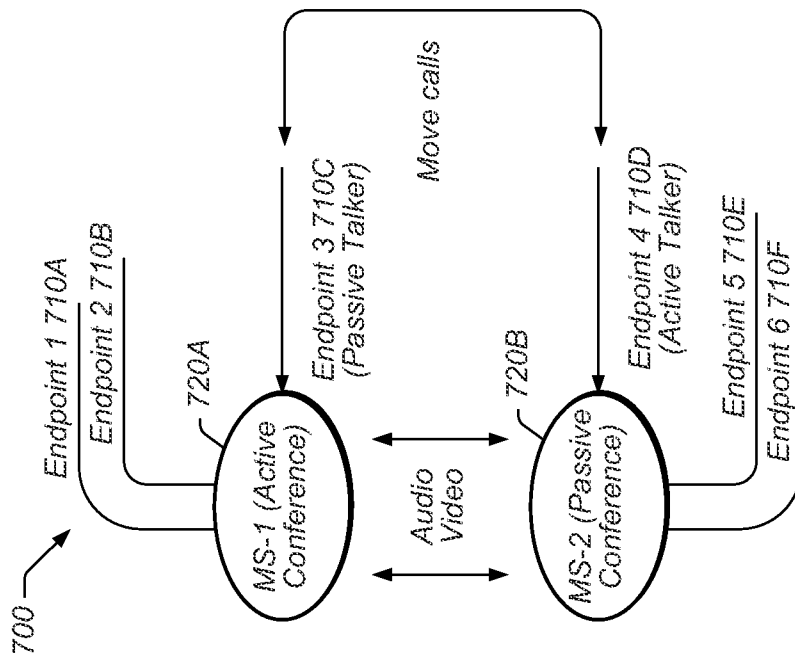 700
Endpoint 1 710A
Endpoint 2 710B
720A
MS-1 (Active
Conference)
Endpoint 3 710C
(Passive Talker)
Audio
Video
Move calls
720B
MS-2 (Passive
Conference)
Endpoint 4 710D
(Active Talker)
Endpoint 5 710E
Endpoint 6 710F